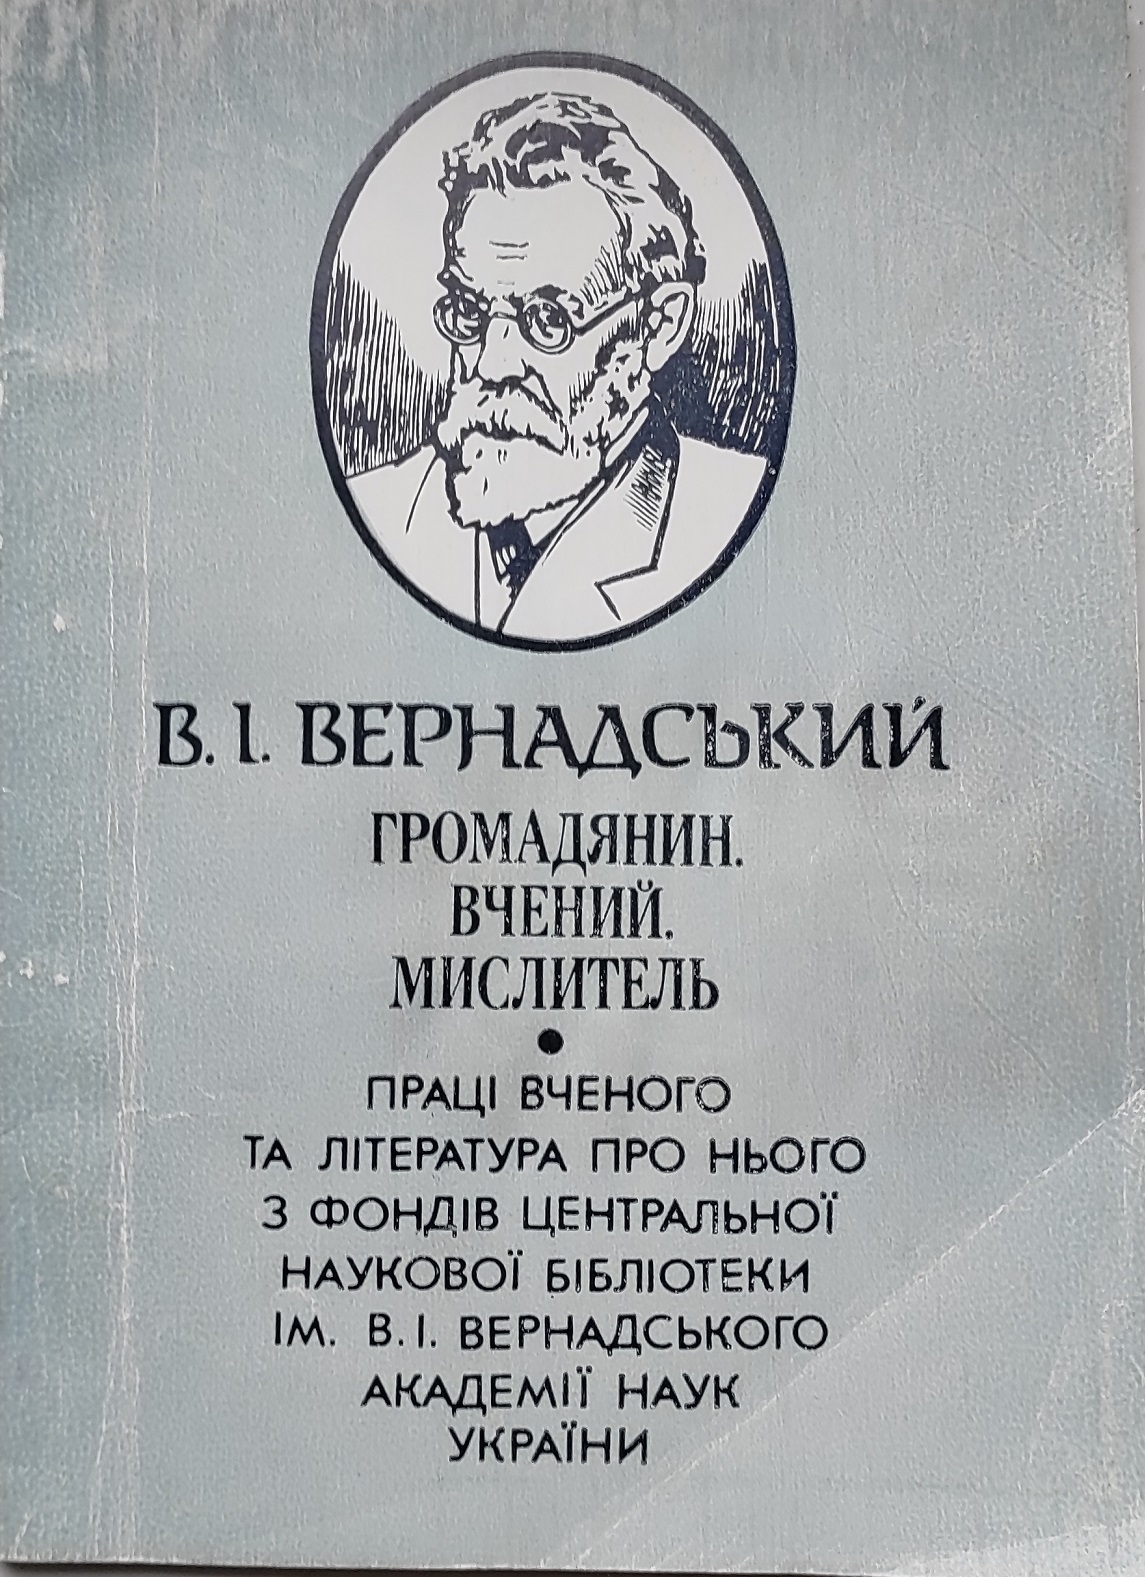 В. І. ВЕРНАДСЬКИЙ
ГРОМАДЯНИН.
ВЧЕНИЙ.
МИСЛИТЕЛЬ
•
ПРАЦІ ВЧЕНОГО
ТА ЛІТЕРАТУРА ПРО НЬОГО
З ФОНДІВ ЦЕНТРАЛЬНОЇ
НАУКОВОЇ БІБЛІОТЕКИ
ІМ. В. І. ВЕРНАДСЬКОГО
АКАДЕМІЇ НАУК
УКРАЇНИ